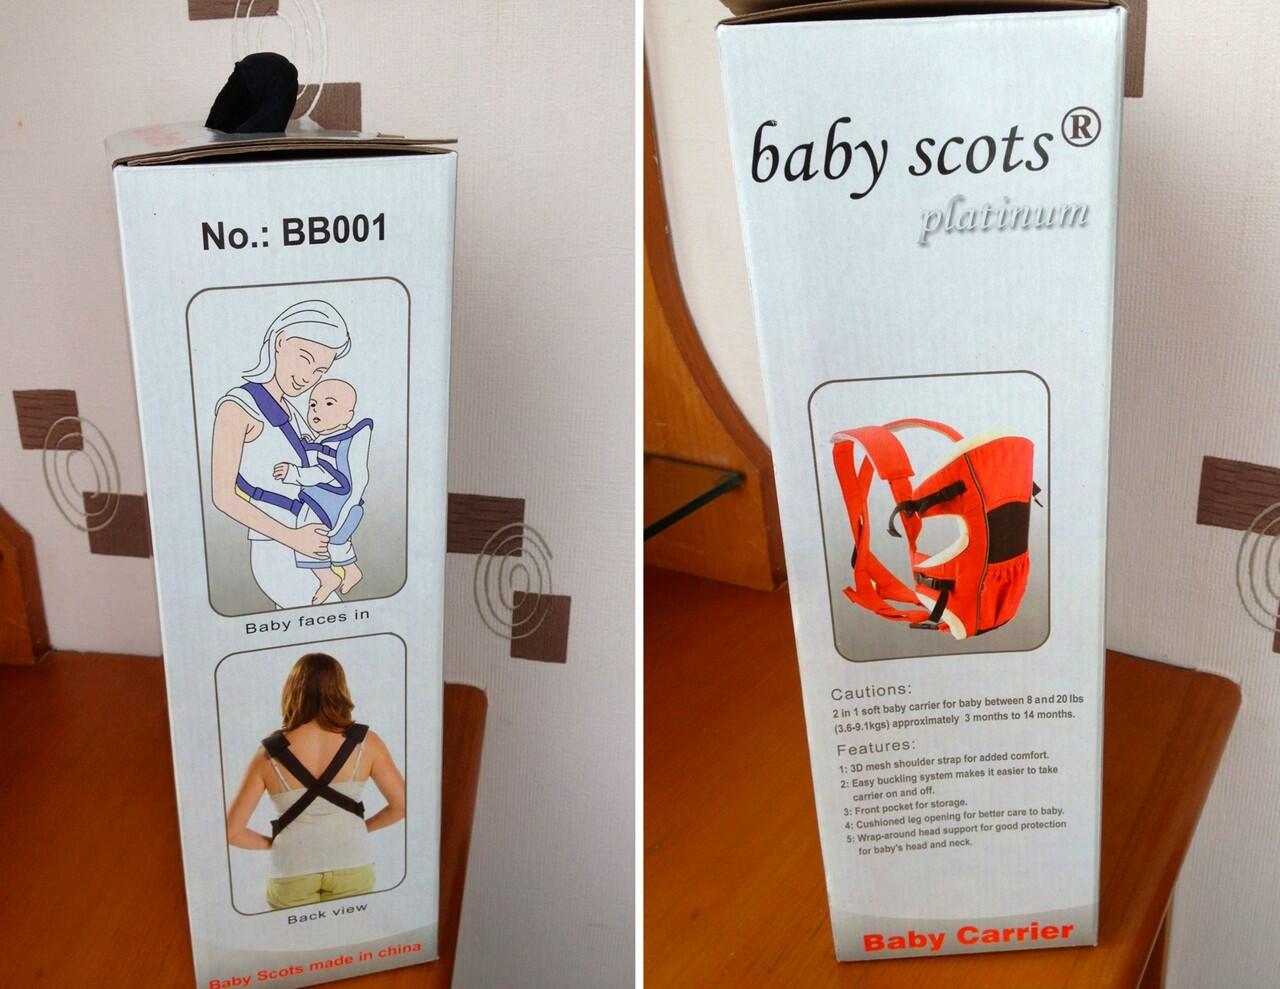 No.: BB001
Baby faces in
Back view
Baby Scots made in china
baby scots®
platinum
Cautions:
2 in 1 soft baby carrier for baby between 8 and 20 lbs
(3.6-9.1kgs) approximately 3 months to 14 months.
Features:
1: 3D mesh shoulder strap for added comfort.
2: Easy buckling system makes it easier to take
carrier on and off.
3: Front pocket for storage.
4: Cushioned leg opening for better care to baby.
5: Wrap-around head support for good protection
for baby's head and neck.
Baby Carrier